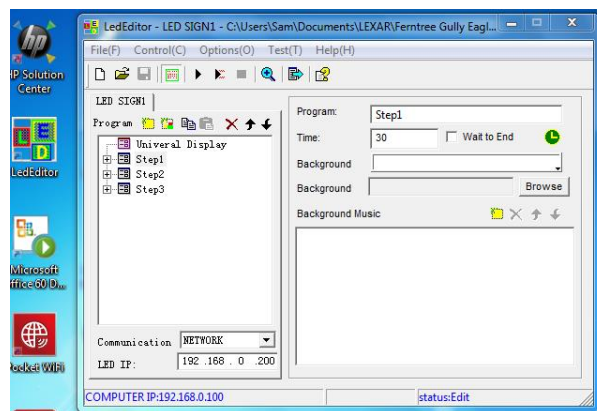 hp
HP Solution
Center
LedEditor
Microsoft
Office 60 D...
Pocket WiFi
LedEditor - LED SIGN1 - C:\Users\Sam\Documents\LEXAR\Ferntree Gully Eagl...
File(F) Control(C) Options(O) Test(T) Help(H)
LED SIGN1
Program
Univeral Display
Step1
Step2
Step3
Communication NETWORK
LED IP: 192 .168 . 0 .200
Program: Step1
Time: 30 Wait to End
Background
Background Browse
Background Music
COMPUTER IP:192.168.0.100 status:Edit